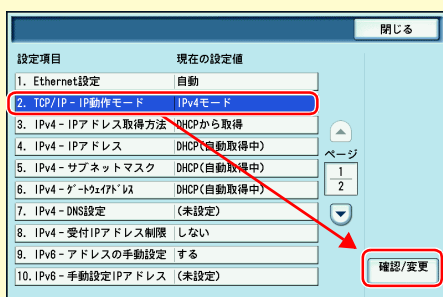 閉じる
設定項目 現在の設定値
1. Ethernet設定 自動
2. TCP/IP - IP動作モード IPv4モード
3. IPv4 - IPアドレス取得方法 DHCPから取得
4. IPv4 - IPアドレス DHCP(自動取得中)
5. IPv4 - サブネットマスク DHCP(自動取得中)
6. IPv4 - ゲートウェイアドレス DHCP(自動取得中)
7. IPv4 - DNS設定 (未設定)
8. IPv4 - 受付IPアドレス制限 しない
9. IPv6 - アドレスの手動設定 する
10. IPv6 - 手動設定IPアドレス (未設定)
ページ
1
2
確認/変更